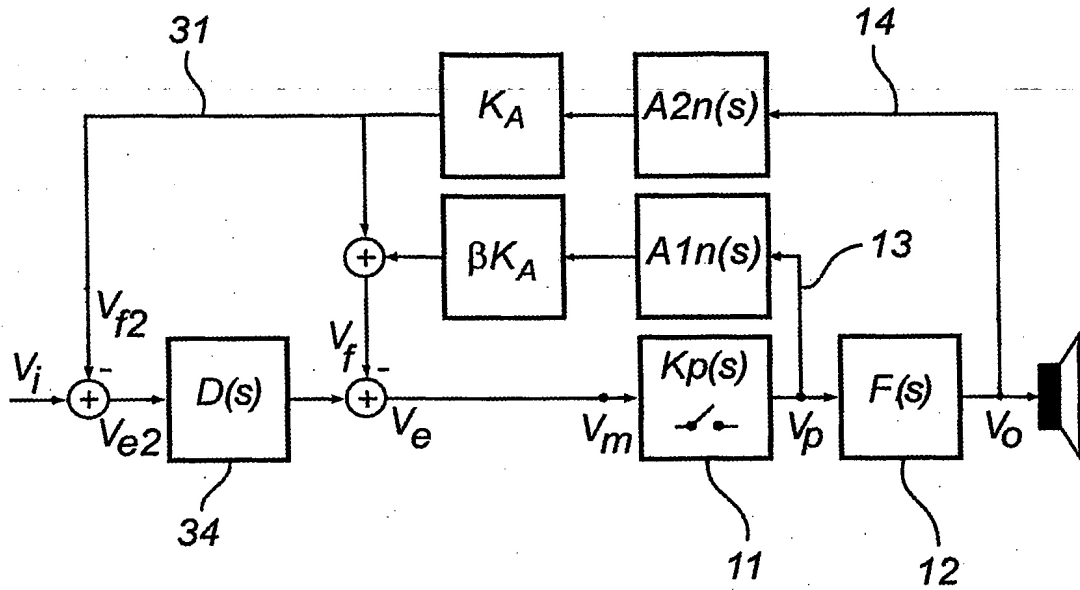 31
14
K_A
A2n(s)
βK_A
A1n(s)
13
V_f2
V_f
V_i
D(s)
Kp(s)
F(s)
V_e2
V_e
V_m
V_p
V_o
34
11
12